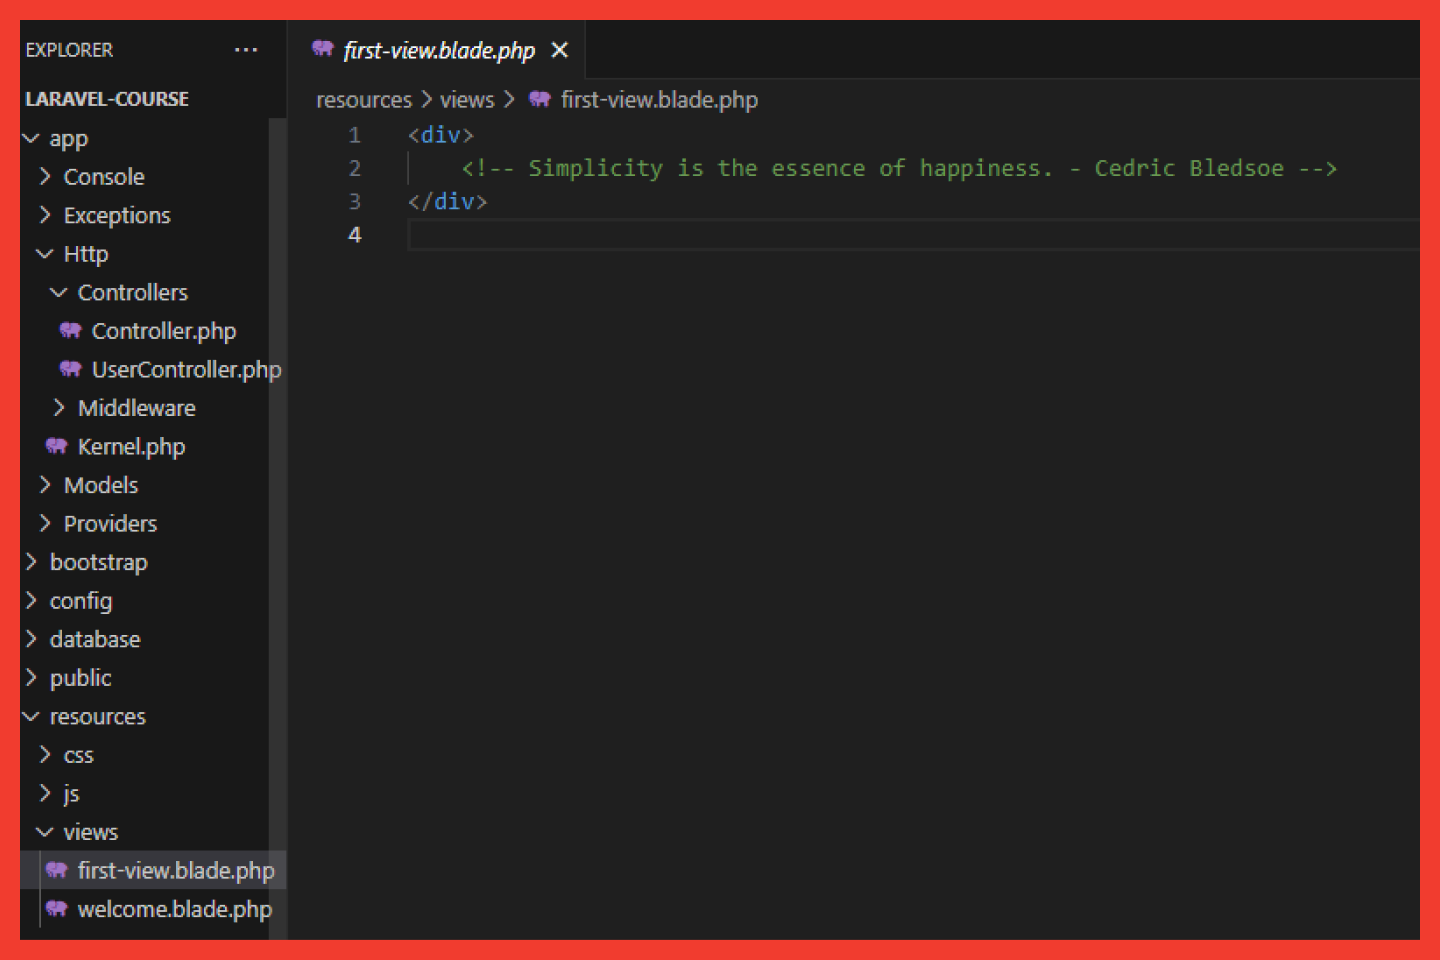 EXPLORER ···
LARAVEL-COURSE
app
Console
Exceptions
Http
Controllers
Controller.php
UserController.php
Middleware
Kernel.php
Models
Providers
bootstrap
config
database
public
resources
css
js
views
first-view.blade.php
welcome.blade.php
first-view.blade.php
resources > views > first-view.blade.php
1 <div>
2 <!-- Simplicity is the essence of happiness. - Cedric Bledsoe -->
3 </div>
4